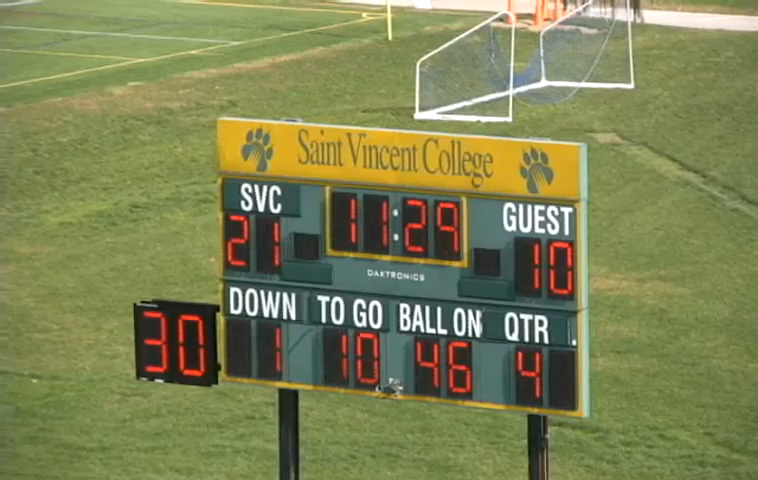 Saint Vincent College
SVC 11:29 GUEST
21 10
DAKTRONICS
DOWN TO GO BALL ON QTR
30 1 10 46 4